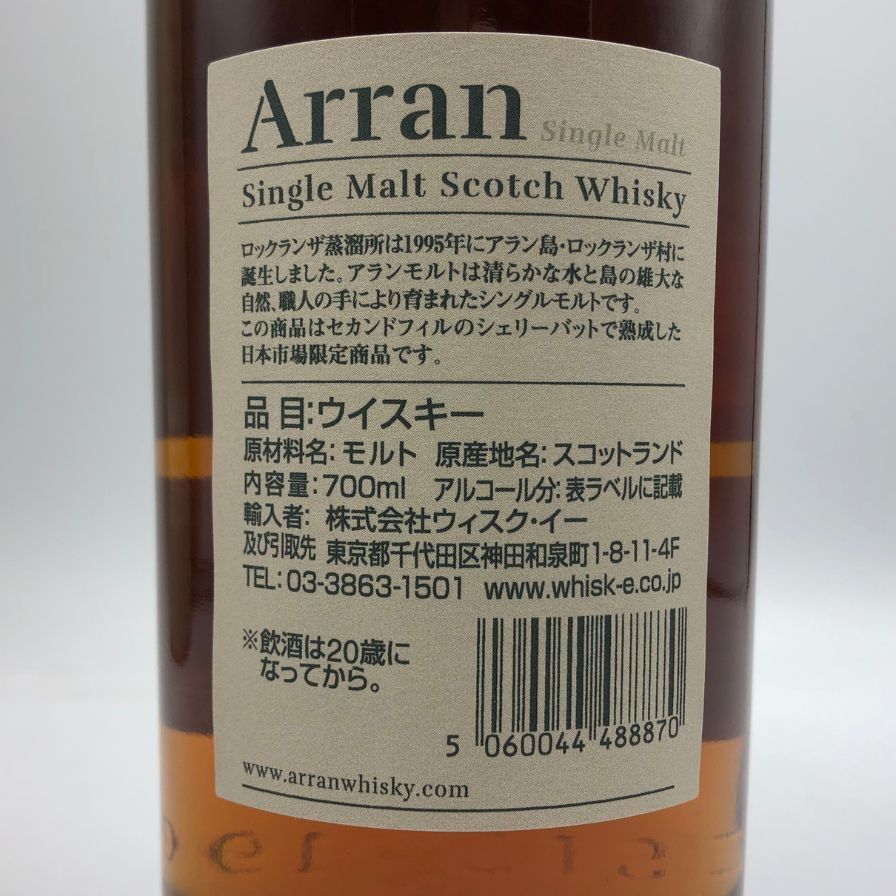 Arran Single Malt
Single Malt Scotch Whisky
ロックランザ蒸溜所は1995年にアラン島・ロックランザ村に
誕生しました。アランモルトは清らかな水と島の雄大な
自然、職人の手により育まれたシングルモルトです。
この商品はセカンドフィルのシェリーバットで熟成した
日本市場限定商品です。
品目:ウイスキー
原材料名:モルト 原産地名:スコットランド
内容量:700ml アルコール分:表ラベルに記載
輸入者: 株式会社ウィスク・イー
及び引取先 東京都千代田区神田和泉町1-8-11-4F
TEL:03-3863-1501 www.whisk-e.co.jp
※飲酒は20歳に
なってから。
5 060044 488870
www.arranwhisky.com